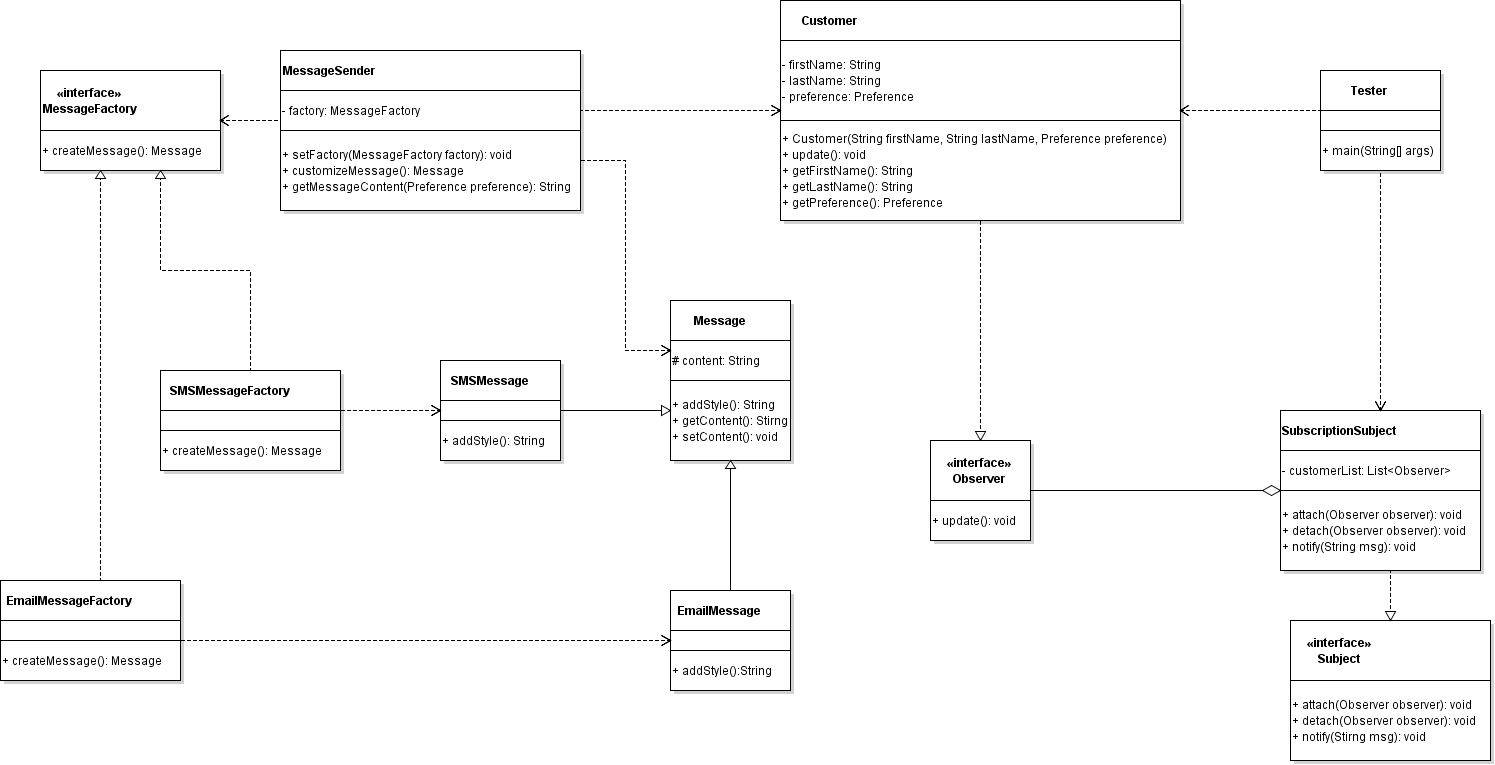 «interface»
MessageFactory
+ createMessage(): Message
MessageSender
- factory: MessageFactory
+ setFactory(MessageFactory factory): void
+ customizeMessage(): Message
+ getMessageContent(Preference preference): String
Customer
- firstName: String
- lastName: String
- preference: Preference
+ Customer(String firstName, String lastName, Preference preference)
+ update(): void
+ getFirstName(): String
+ getLastName(): String
+ getPreference(): Preference
Tester
+ main(String[] args)
SMSMessageFactory
+ createMessage(): Message
SMSMessage
+ addStyle(): String
Message
# content: String
+ addStyle(): String
+ getContent(): Stirng
+ setContent(): void
«interface»
Observer
+ update(): void
SubscriptionSubject
- customerList: List<Observer>
+ attach(Observer observer): void
+ detach(Observer observer): void
+ notify(String msg): void
EmailMessageFactory
+ createMessage(): Message
EmailMessage
+ addStyle():String
«interface»
Subject
+ attach(Observer observer): void
+ detach(Observer observer): void
+ notify(Stirng msg): void